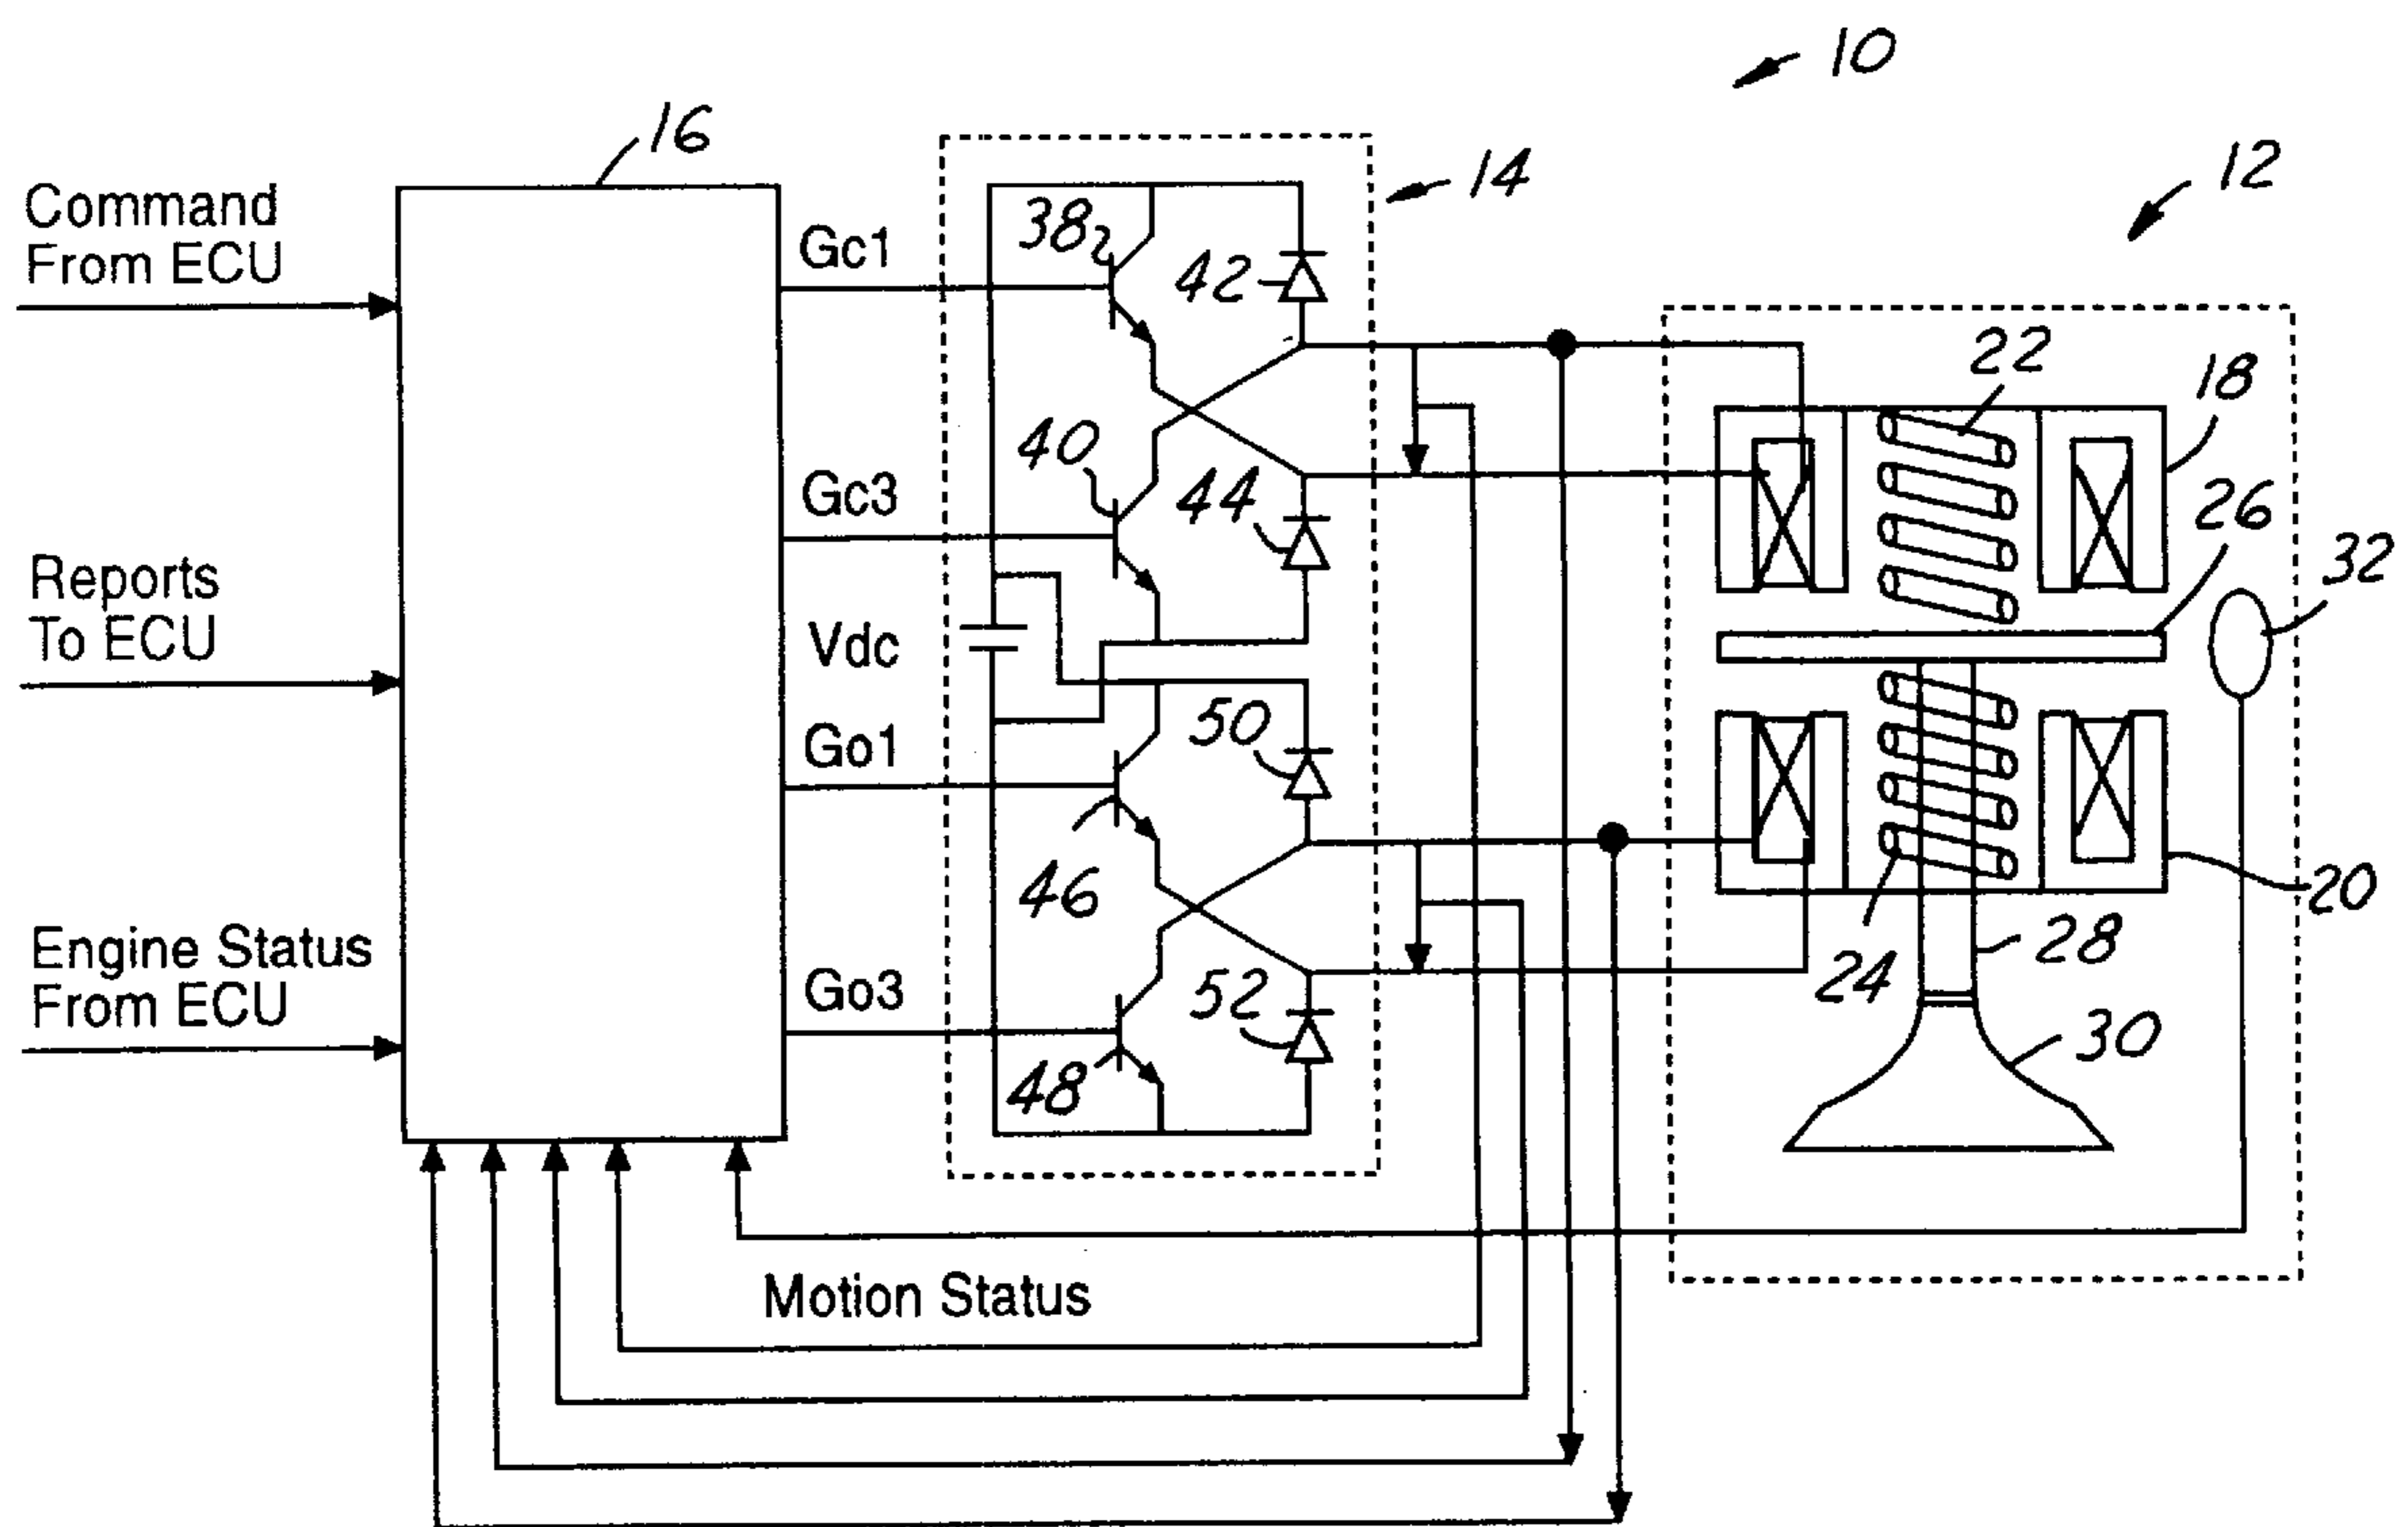 10
16
12
Command
From ECU
14
38
Gc1
42
22
18
40
Gc3
44
26
32
Reports
To ECU
Vdc
50
Go1
46
20
Engine Status
From ECU
24
28
Go3
52
48
30
Motion Status